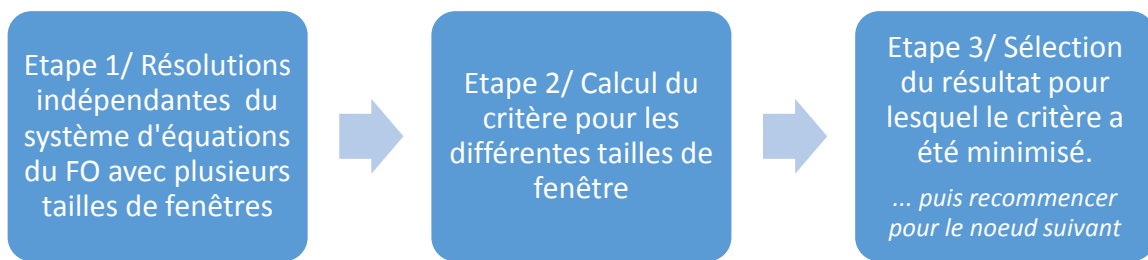 Etape 1/ Résolutions
indépendantes du
système d'équations
du FO avec plusieurs
tailles de fenêtres
Etape 2/ Calcul du
critère pour les
différentes tailles de
fenêtre
Etape 3/ Sélection
du résultat pour
lesquel le critère a
été minimisé.
... puis recommencer
pour le noeud suivant